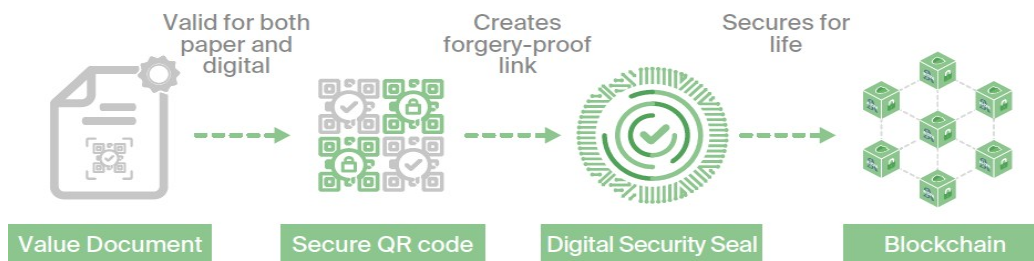 Valid for both
paper and
digital
Creates
forgery-proof
link
Secures for
life
Value Document
Secure QR code
Digital Security Seal
Blockchain